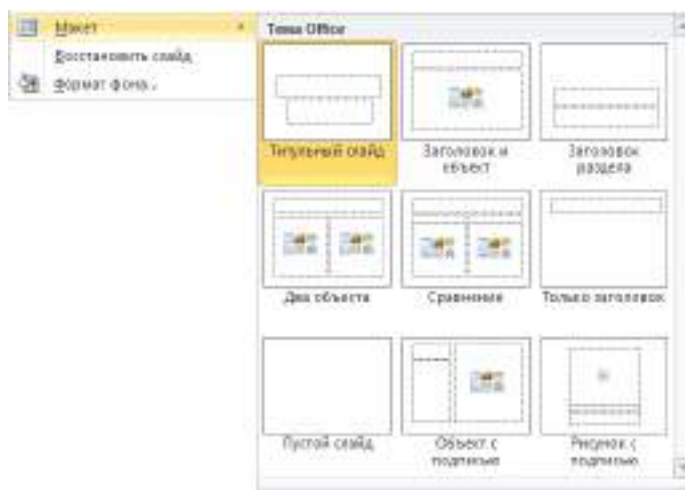 Макет
Восстановить слайд
Формат фона...
Тема Office
Титульный слайд
Заголовок и
объект
Заголовок
раздела
Два объекта
Сравнение
Только заголовок
Пустой слайд
Объект с
подписью
Рисунок с
подписью